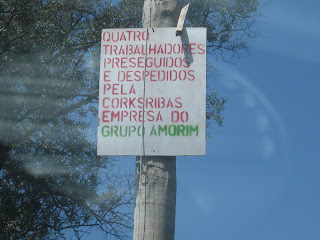 QUATRO
TRABALHADORES
PRESEGUIDOS
E DESPEDIDOS
PELA
CORKSRIBAS
EMPRESA DO
GRUPO AMORIM